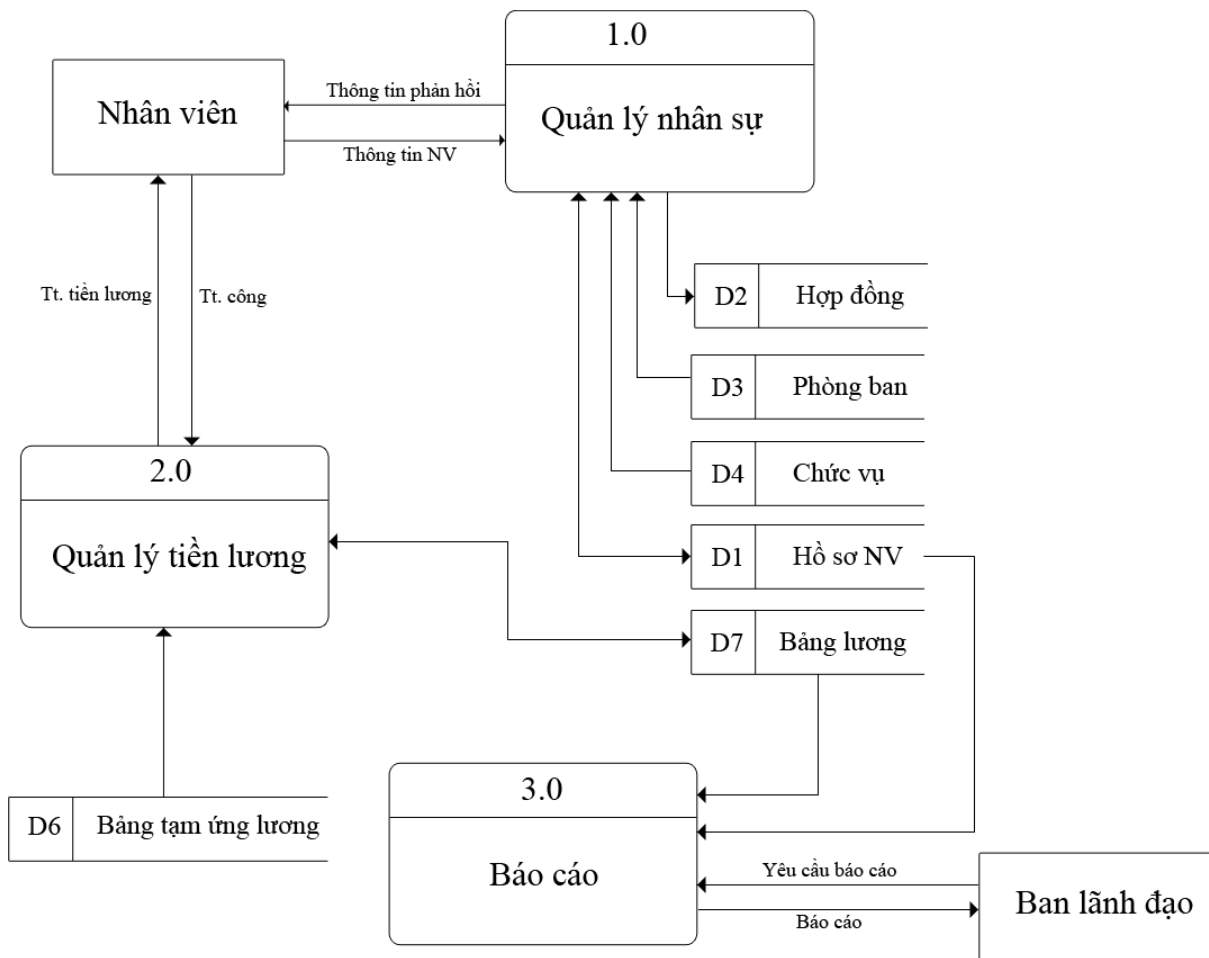 1.0
Nhân viên
Thông tin phản hồi
Quản lý nhân sự
Thông tin NV
Tt. tiền lương
Tt. công
D2 Hợp đồng
D3 Phòng ban
D4 Chức vụ
2.0
Quản lý tiền lương
D1 Hồ sơ NV
D7 Bảng lương
D6 Bảng tạm ứng lương
3.0
Báo cáo
Yêu cầu báo cáo
Báo cáo
Ban lãnh đạo